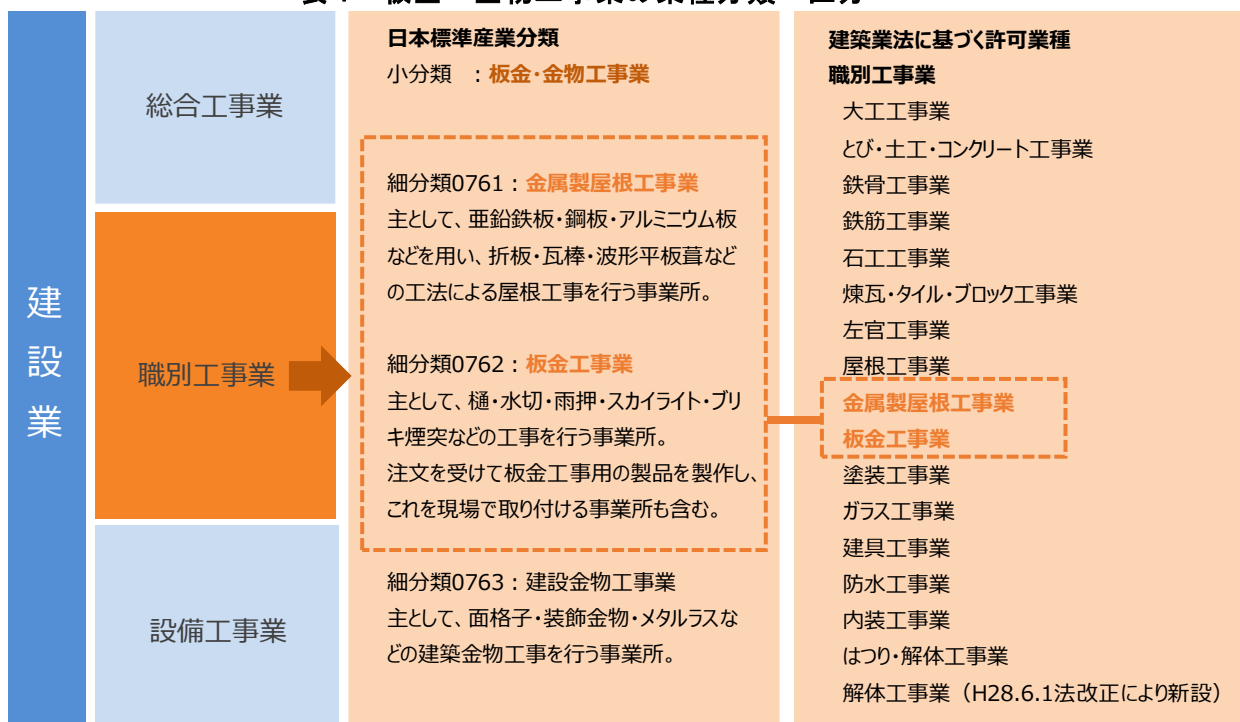 建設業
総合工事業
職別工事業
設備工事業
日本標準産業分類
小分類 ：板金・金物工事業
細分類0761：金属製屋根工事業
主として、亜鉛鉄板・鋼板・アルミニウム板
などを用い、折板・瓦棒・波形平板葺など
の工法による屋根工事を行う事業所。
細分類0762：板金工事業
主として、樋・水切・雨押・スカイライト・ブリ
キ煙突などの工事を行う事業所。
注文を受けて板金工事用の製品を製作し、
これを現場で取り付ける事業所も含む。
細分類0763：建設金物工事業
主として、面格子・装飾金物・メタルラスな
どの建築金物工事を行う事業所。
建築業法に基づく許可業種
職別工事業
大工工事業
とび・土工・コンクリート工事業
鉄骨工事業
鉄筋工事業
石工工事業
煉瓦・タイル・ブロック工事業
左官工事業
屋根工事業
金属製屋根工事業
板金工事業
塗装工事業
ガラス工事業
建具工事業
防水工事業
内装工事業
はつり・解体工事業
解体工事業（H28.6.1法改正により新設）